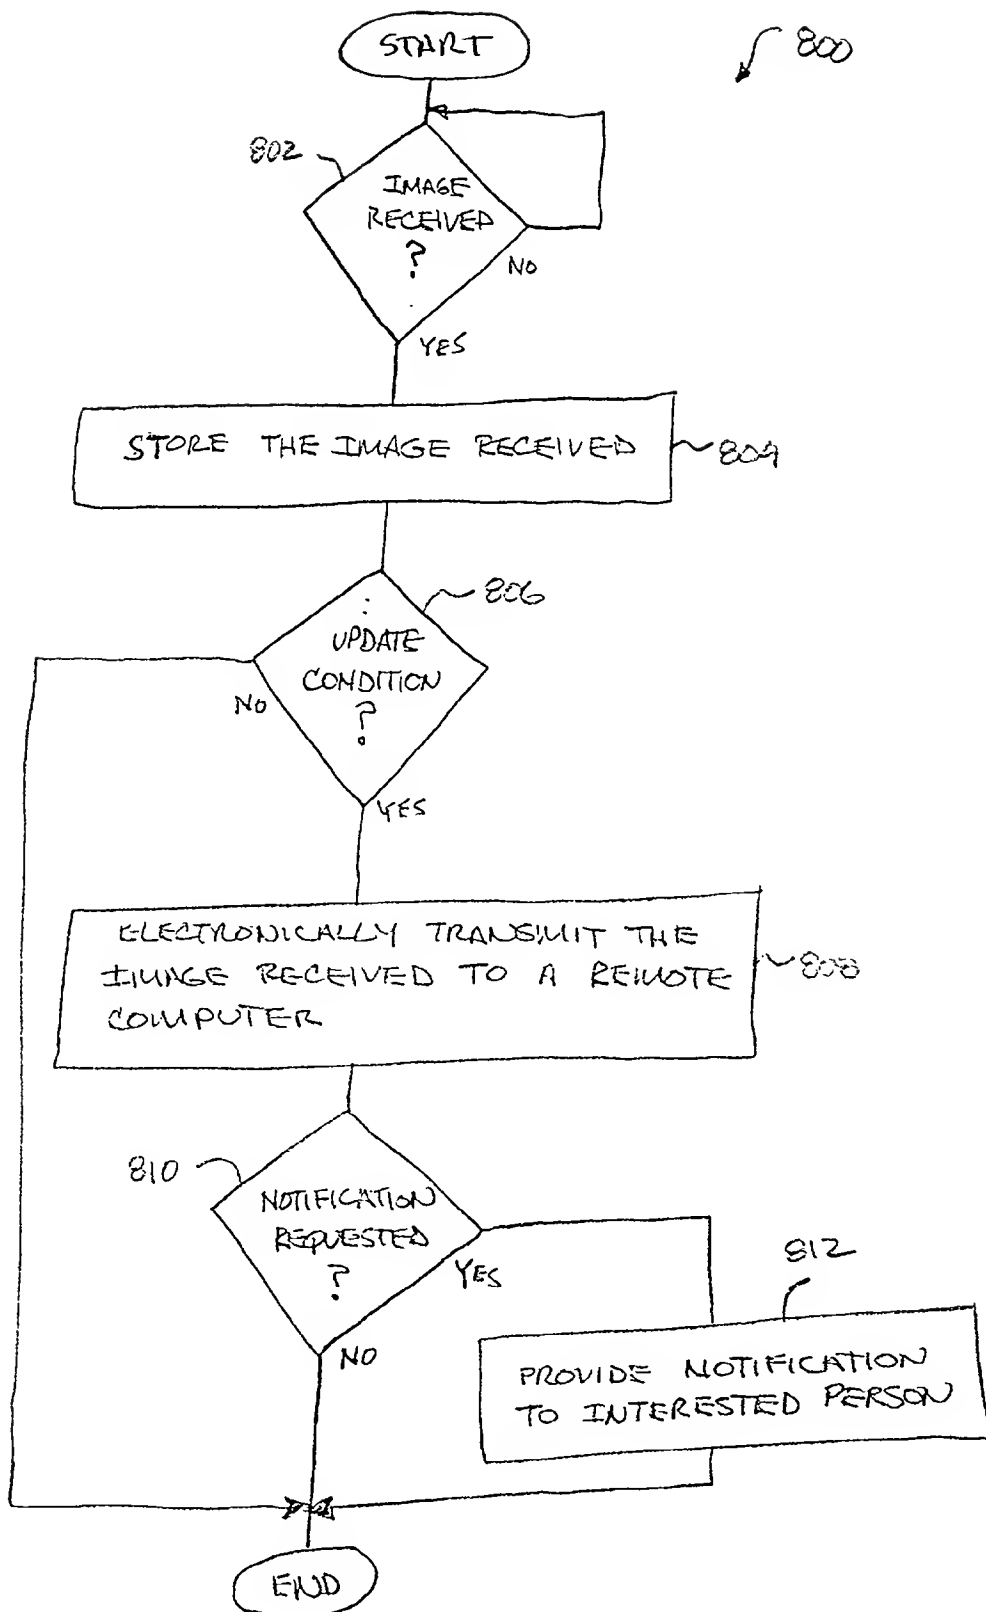 START
800
802
IMAGE
RECEIVED
?
NO
YES
STORE THE IMAGE RECEIVED
804
806
UPDATE
CONDITION
?
NO
YES
ELECTRONICALLY TRANSMIT THE
IMAGE RECEIVED TO A REMOTE
COMPUTER
808
810
NOTIFICATION
REQUESTED
?
YES
NO
812
PROVIDE NOTIFICATION
TO INTERESTED PERSON
END